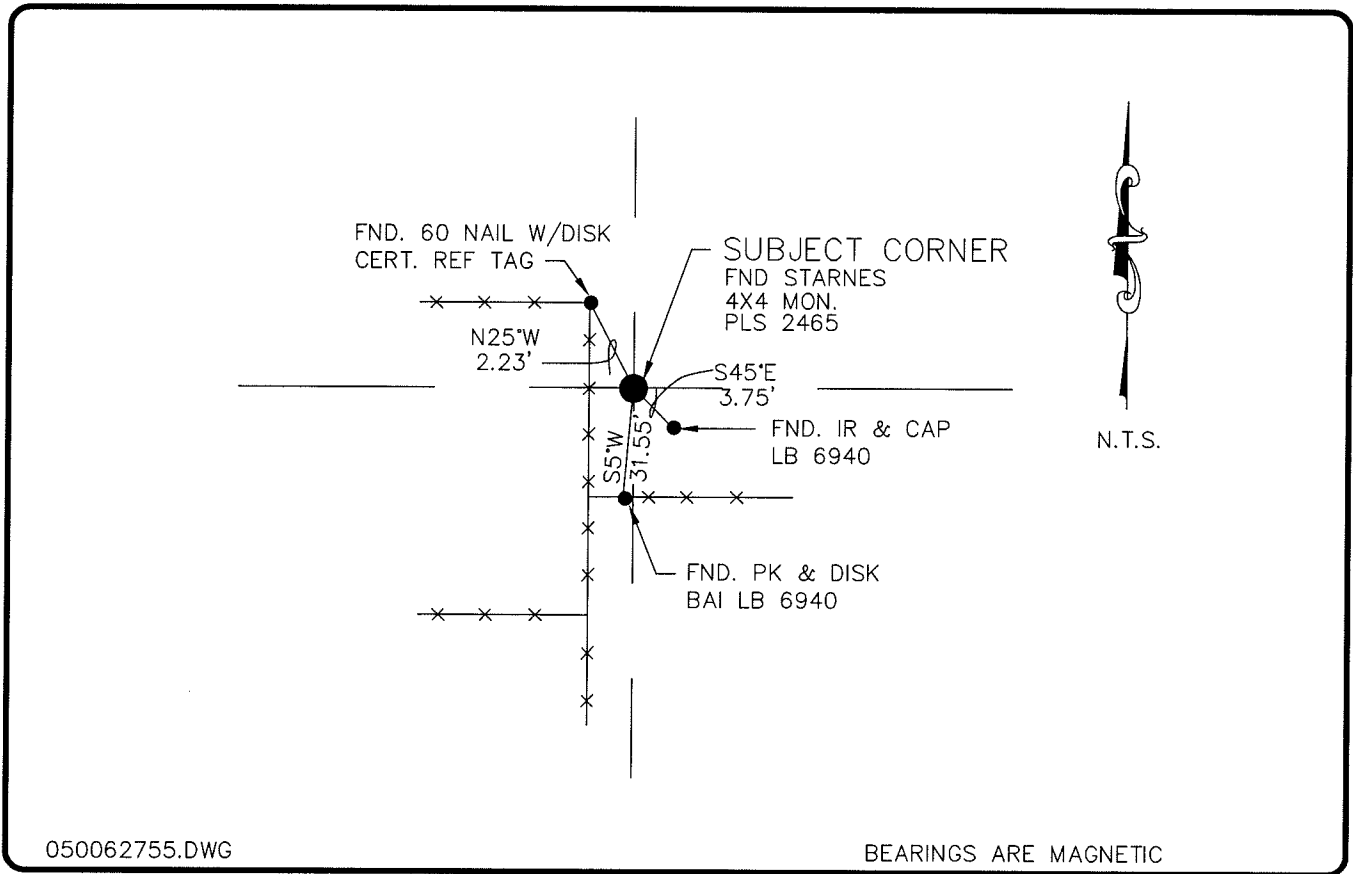 FND. 60 NAIL W/DISK
CERT. REF TAG
SUBJECT CORNER
FND STARNES
4X4 MON.
PLS 2465
N25°W
2.23'
S45°E
3.75'
FND. IR & CAP
LB 6940
N.T.S.
S5°W
31.55'
FND. PK & DISK
BAI LB 6940
050062755.DWG
BEARINGS ARE MAGNETIC